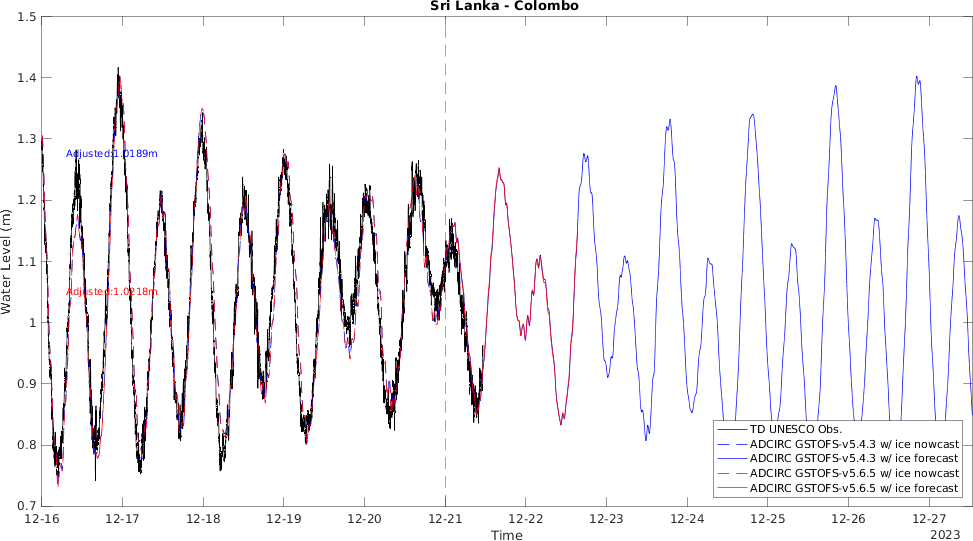 Sri Lanka - Colombo
1.5
1.4
1.3
1.2
1.1
1
0.9
0.8
0.7
Water Level (m)
Adjusted:1.0189m
Adjusted:1.0218m
TD UNESCO Obs.
ADCIRC GSTOFS-v5.4.3 w/ ice nowcast
ADCIRC GSTOFS-v5.4.3 w/ ice forecast
ADCIRC GSTOFS-v5.6.5 w/ ice nowcast
ADCIRC GSTOFS-v5.6.5 w/ ice forecast
12-16 12-17 12-18 12-19 12-20 12-21 12-22 12-23 12-24 12-25 12-26 12-27
Time
2023